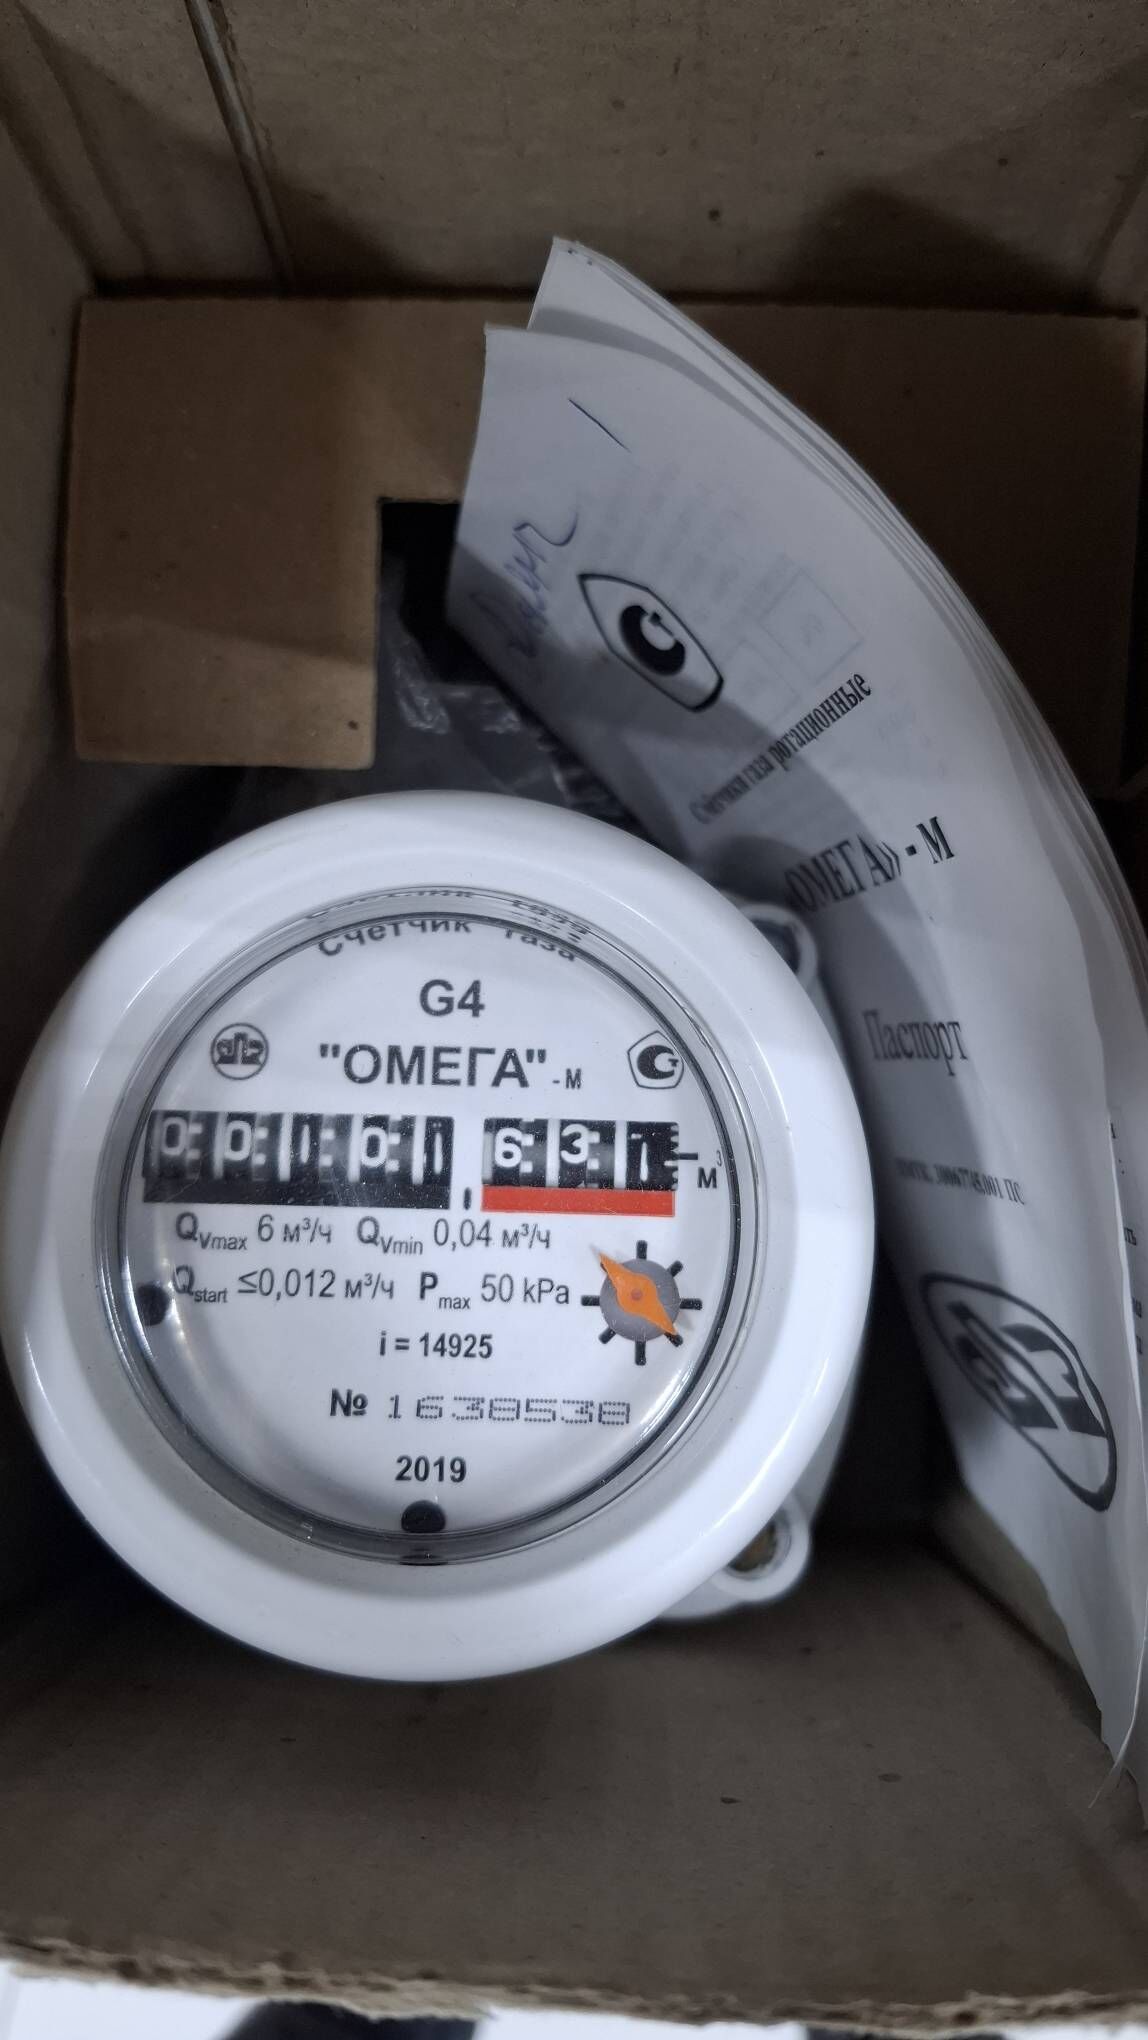 Счетчики газа ротационные
«ОМЕГА» - М
Паспорт
Счетчик газа
G4
"ОМЕГА" - М
00101,631 м³
QVmax 6 м³/ч QVmin 0,04 м³/ч
Qstart ≤0,012 м³/ч Pmax 50 kPa
i = 14925
№ 1638538
2019